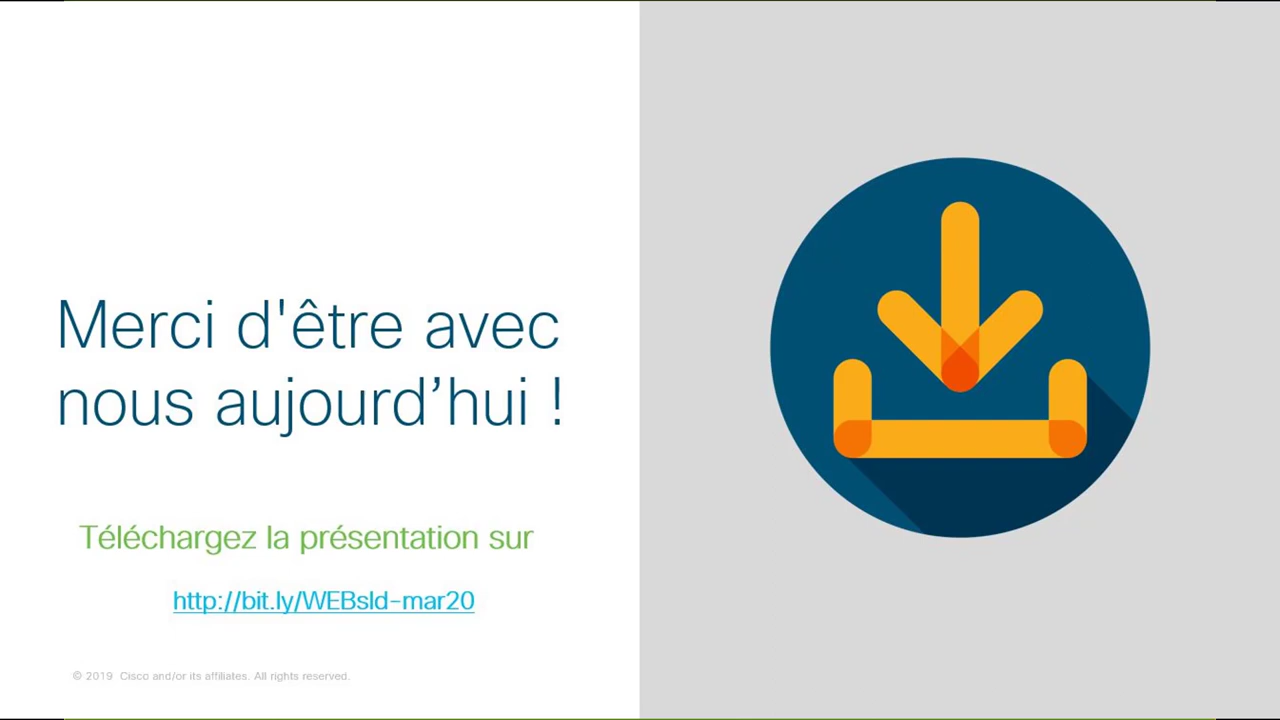 Merci d'être avec
nous aujourd’hui !
Téléchargez la présentation sur
http://bit.ly/WEBsld-mar20
© 2019 Cisco and/or its affiliates. All rights reserved.